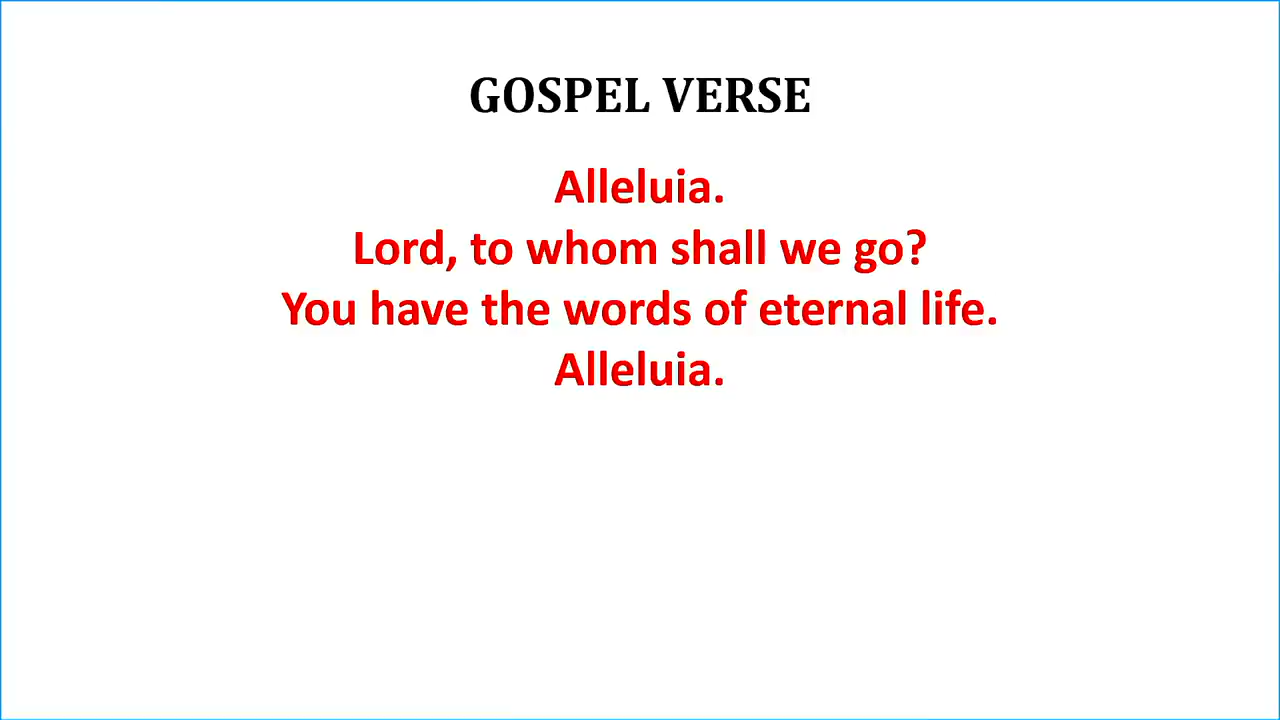 GOSPEL VERSE
Alleluia.
Lord, to whom shall we go?
You have the words of eternal life.
Alleluia.